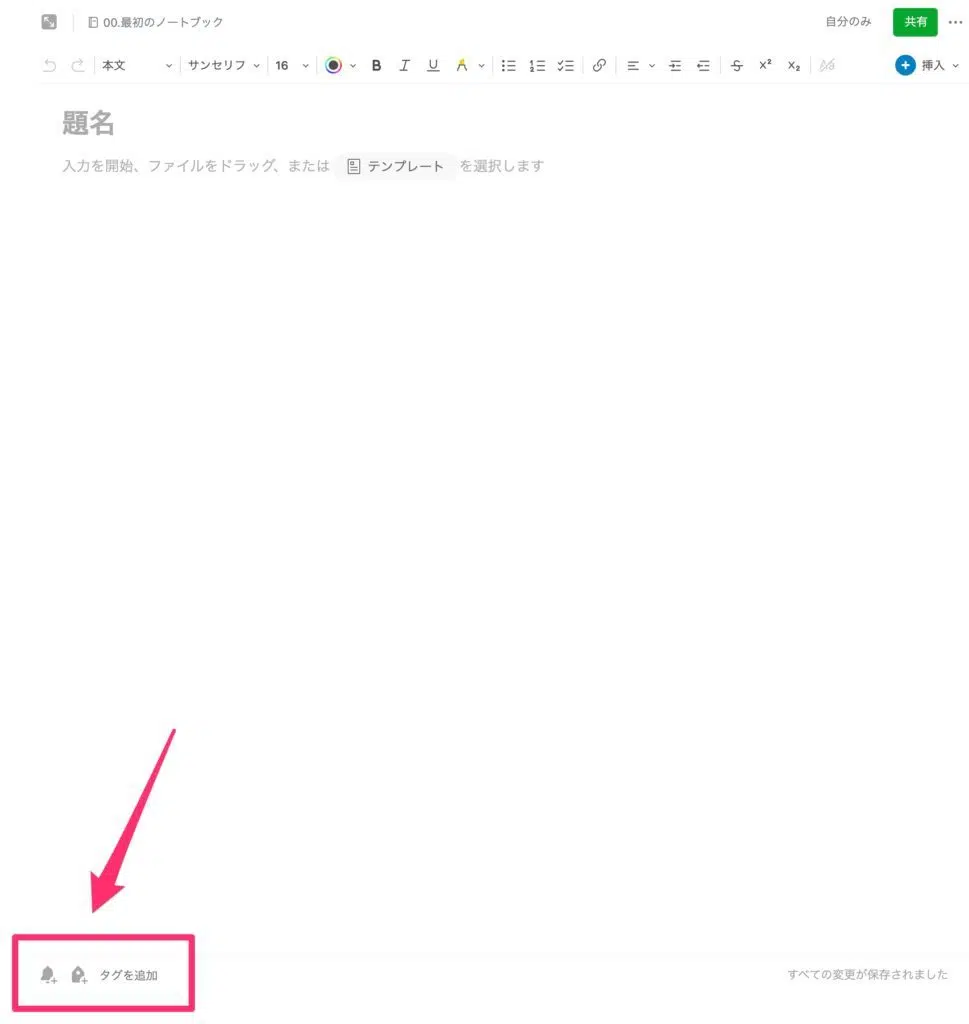 00.最初のノートブック 自分のみ 共有
本文 サンセリフ 16 B I U A x² x₂ 挿入
題名
入力を開始、ファイルをドラッグ、または テンプレート を選択します
タグを追加 すべての変更が保存されました